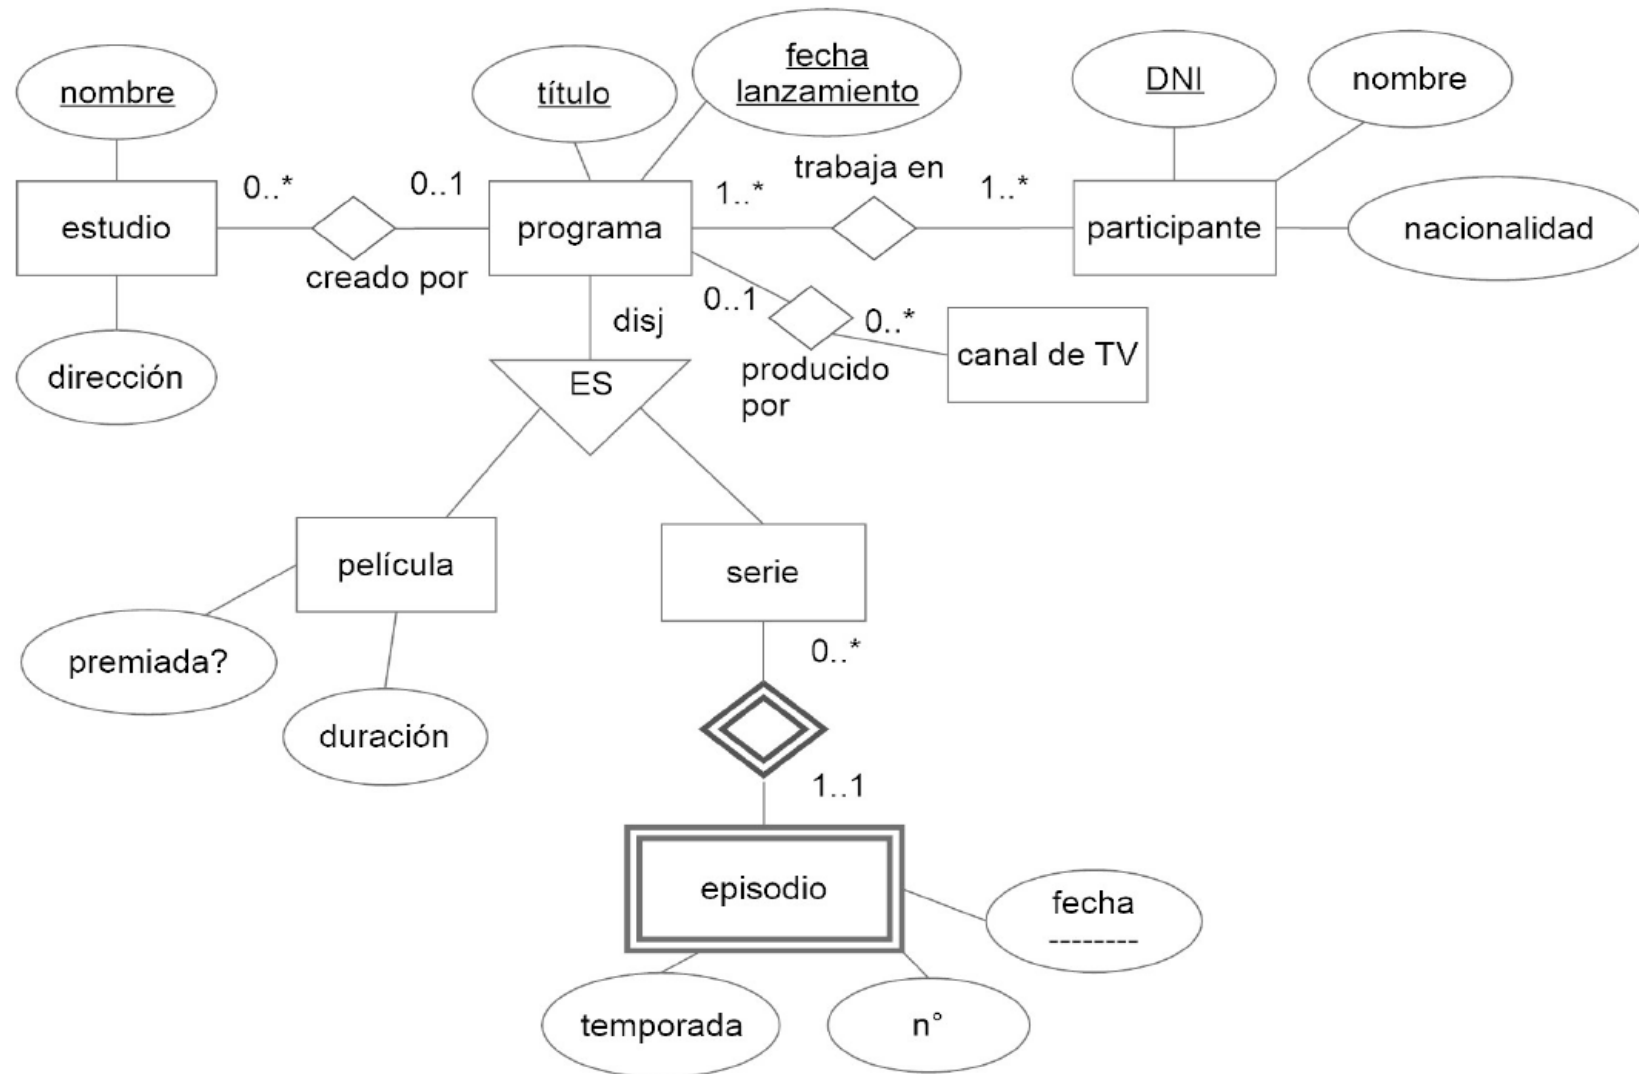 nombre
título
fecha
lanzamiento
DNI
nombre
0..*
0..1
1..*
trabaja en
1..*
estudio
programa
participante
nacionalidad
creado por
0..1
0..*
disj
canal de TV
producido
por
dirección
ES
película
serie
premiada?
0..*
duración
1..1
episodio
fecha
--------
temporada
n°